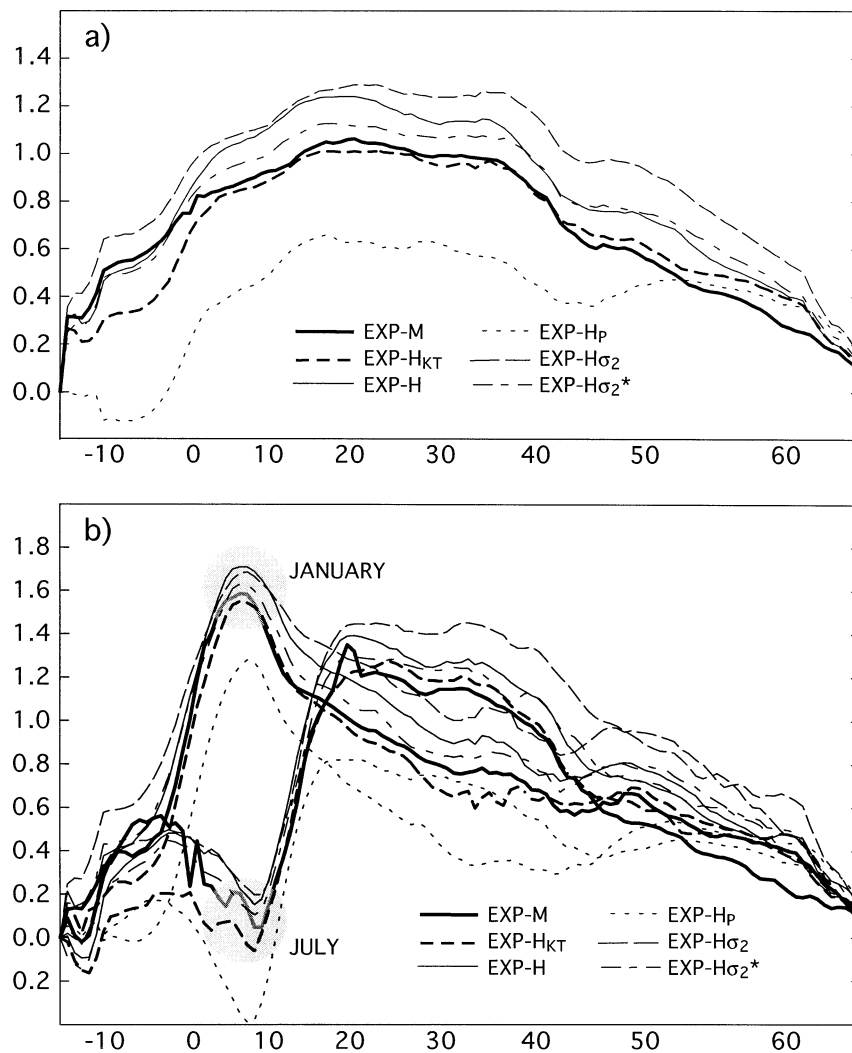 a)
1.4
1.2
1.0
0.8
0.6
0.4
0.2
0.0
EXP-M EXP-HP
EXP-HKT EXP-Hσ2
EXP-H EXP-Hσ2*
-10 0 10 20 30 40 50 60
b)
1.8
1.6
1.4
1.2
1.0
0.8
0.6
0.4
0.2
0.0
0.2
JANUARY
JULY
EXP-M EXP-HP
EXP-HKT EXP-Hσ2
EXP-H EXP-Hσ2*
-10 0 10 20 30 40 50 60